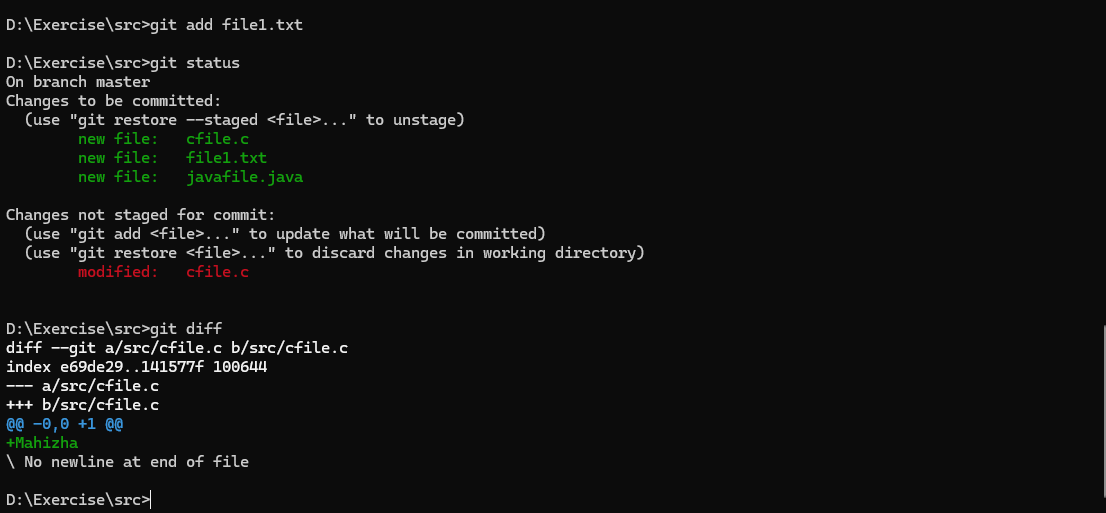 D:\Exercise\src>git add file1.txt
D:\Exercise\src>git status
On branch master
Changes to be committed:
  (use "git restore --staged <file>..." to unstage)
        new file:   cfile.c
        new file:   file1.txt
        new file:   javafile.java
Changes not staged for commit:
  (use "git add <file>..." to update what will be committed)
  (use "git restore <file>..." to discard changes in working directory)
        modified:   cfile.c
D:\Exercise\src>git diff
diff --git a/src/cfile.c b/src/cfile.c
index e69de29..141577f 100644
--- a/src/cfile.c
+++ b/src/cfile.c
@@ -0,0 +1 @@
+Mahizha
\ No newline at end of file
D:\Exercise\src>